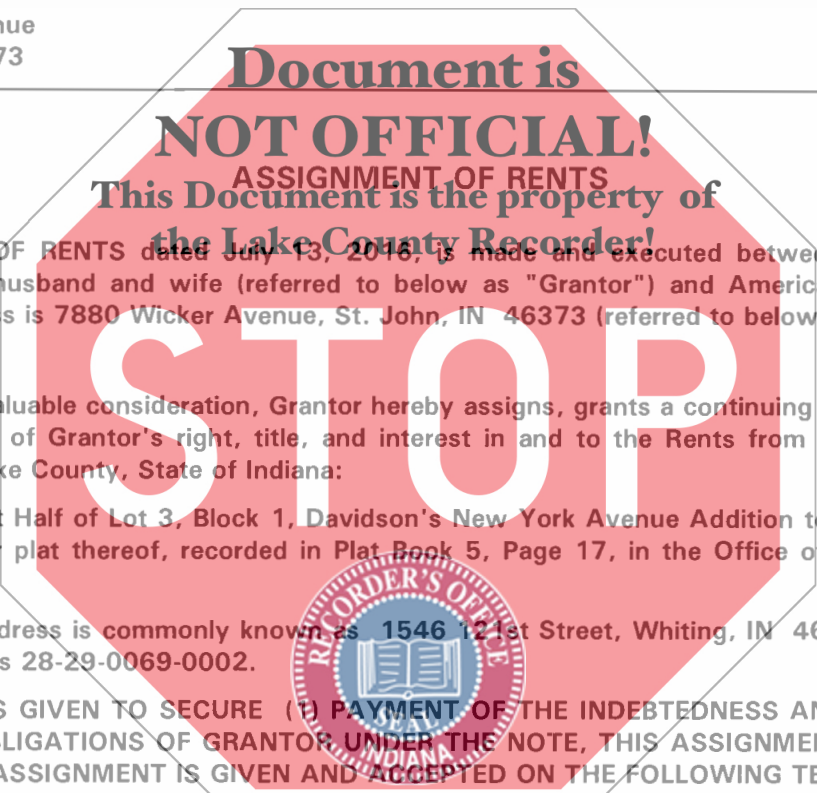 nue
73
Document is
NOT OFFICIAL!
ASSIGNMENT OF RENTS
This Document is the property of
the Lake County Recorder!
OF RENTS dated July 13, 2016, is made and executed betwee
husband and wife (referred to below as "Grantor") and Americ
ss is 7880 Wicker Avenue, St. John, IN 46373 (referred to below
STOP
aluable consideration, Grantor hereby assigns, grants a continuing
of Grantor's right, title, and interest in and to the Rents from
ke County, State of Indiana:
t Half of Lot 3, Block 1, Davidson's New York Avenue Addition t
plat thereof, recorded in Plat Book 5, Page 17, in the Office o
dress is commonly known as 1546 121st Street, Whiting, IN 46
s 28-29-0069-0002.
RECORDER'S OFFICE
SEAL
INDIANA
S GIVEN TO SECURE (1) PAYMENT OF THE INDEBTEDNESS AN
BLIGATIONS OF GRANTOR UNDER THE NOTE, THIS ASSIGNME
ASSIGNMENT IS GIVEN AND ACCEPTED ON THE FOLLOWING TE